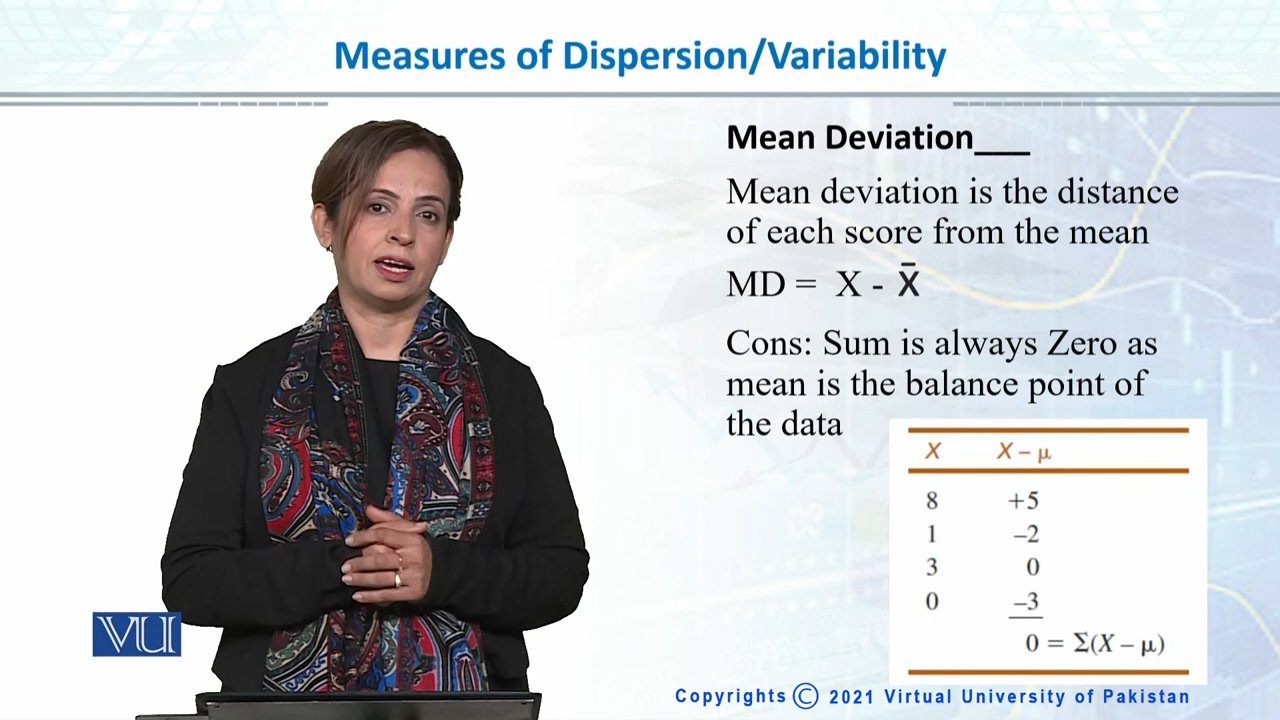 Measures of Dispersion/Variability
Mean Deviation___
Mean deviation is the distance
of each score from the mean
MD = X - X̄
Cons: Sum is always Zero as
mean is the balance point of
the data
X X – μ
8 +5
1 –2
3 0
0 –3
0 = Σ(X – μ)
VU
Copyrights © 2021 Virtual University of Pakistan